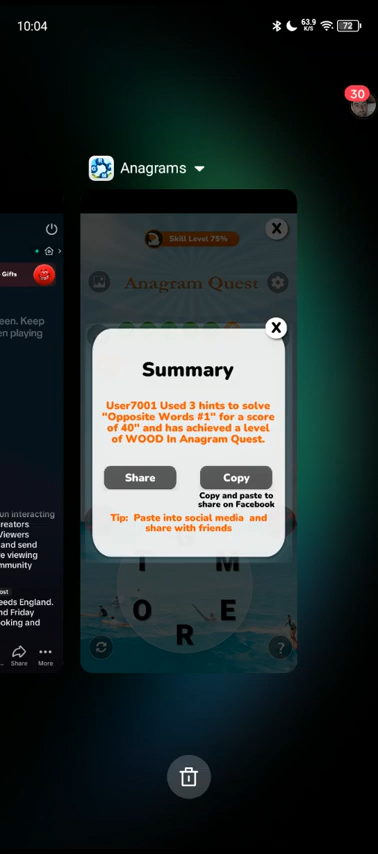 10:04
63.9
K/S
72
30
Anagrams
Skill Level 75%
X
Gifts
Anagram Quest
een. Keep
en playing
X
Summary
User7001 Used 3 hints to solve
"Opposite Words #1" for a score
of 40" and has achieved a level
of WOOD In Anagram Quest.
Share
Copy
Copy and paste to
share on Facebook
Tip: Paste into social media and
share with friends
un interacting
reators
Viewers
and send
e viewing
mmunity
ost
eeds England.
nd Friday
oking and
Share
More
T
M
O
E
R
?